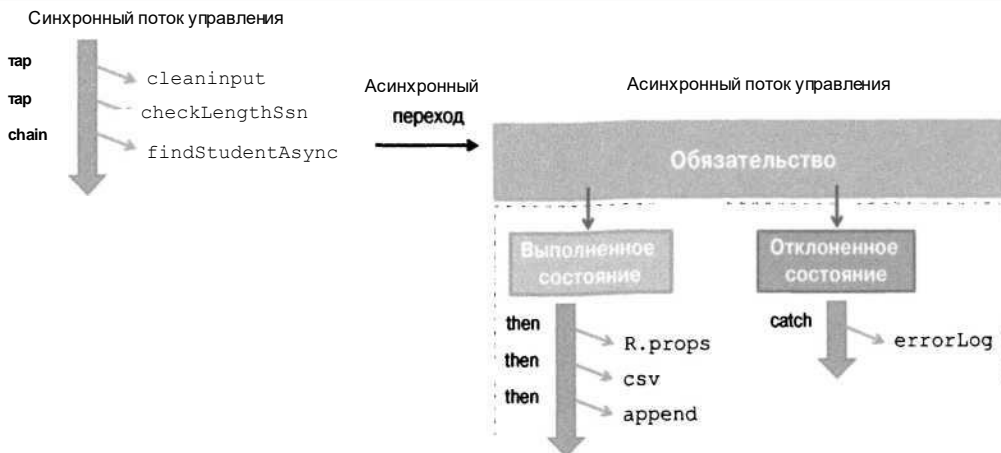 Синхронный поток управления
тар
cleaninput
тар
checkLengthSsn
chain
findStudentAsync
Асинхронный
переход
Асинхронный поток управления
Обязательство
Выполненное
состояние
Отклоненное
состояние
then
R.props
then
csv
then
append
catch
errorLog